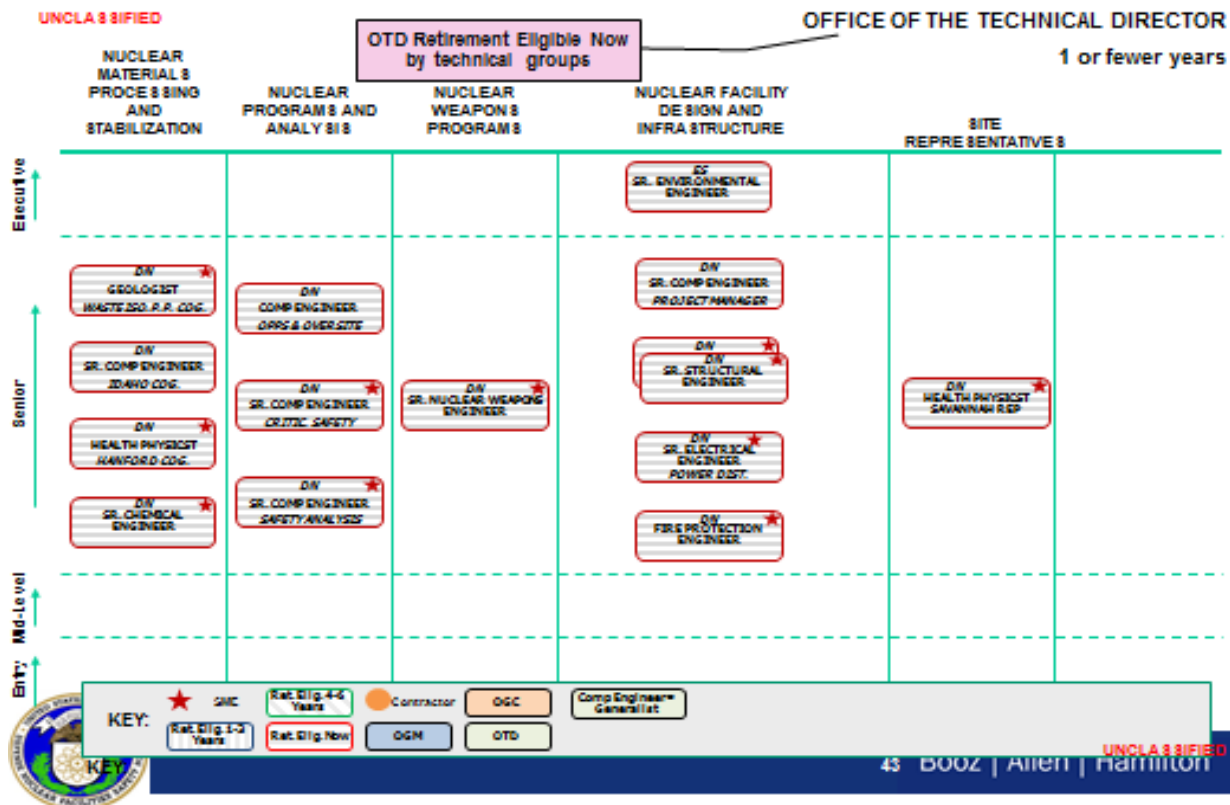 UNCLASSIFIED
OFFICE OF THE TECHNICAL DIRECTOR
1 or fewer years
OTD Retirement Eligible Now
by technical groups
NUCLEAR
MATERIALS
PROCESSING
AND
STABILIZATION
NUCLEAR
PROGRAMS AND
ANALYSIS
NUCLEAR
WEAPONS
PROGRAMS
NUCLEAR FACILITY
DESIGN AND
INFRASTRUCTURE
SITE
REPRESENTATIVES
Executive
ES
SR. ENVIRONMENTAL
ENGINEER
Senior
DN
GEOLOGIST
WASTE ISO. P.P. COG.
DN
SR. COMP ENGINEER
IDAHO COG.
DN
HEALTH PHYSICST
HANFORD COG.
DN
SR. CHEMICAL
ENGINEER
DN
COMP ENGINEER
OPPS & OVERSITE
DN
SR. COMP ENGINEER
CRITIC. SAFETY
DN
SR. COMP ENGINEER
SAFETY ANALYSIS
DN
SR. NUCLEAR WEAPONS
ENGINEER
DN
SR. COMP ENGINEER
PROJECT MANAGER
DN
DN
SR. STRUCTURAL
ENGINEER
DN
SR. ELECTRICAL
ENGINEER
POWER DIST.
DN
FIRE PROTECTION
ENGINEER
DN
HEALTH PHYSICST
SAVANNAH REP
Mid-Level
Entry
KEY:
SME
Ret. Elig. 4-6
Years
Contractor
OGC
Comp Engineer=
Generalist
Ret. Elig. 1-3
Years
Ret. Elig. Now
OGM
OTD
UNCLASSIFIED
KEY
43 Booz | Allen | Hamilton